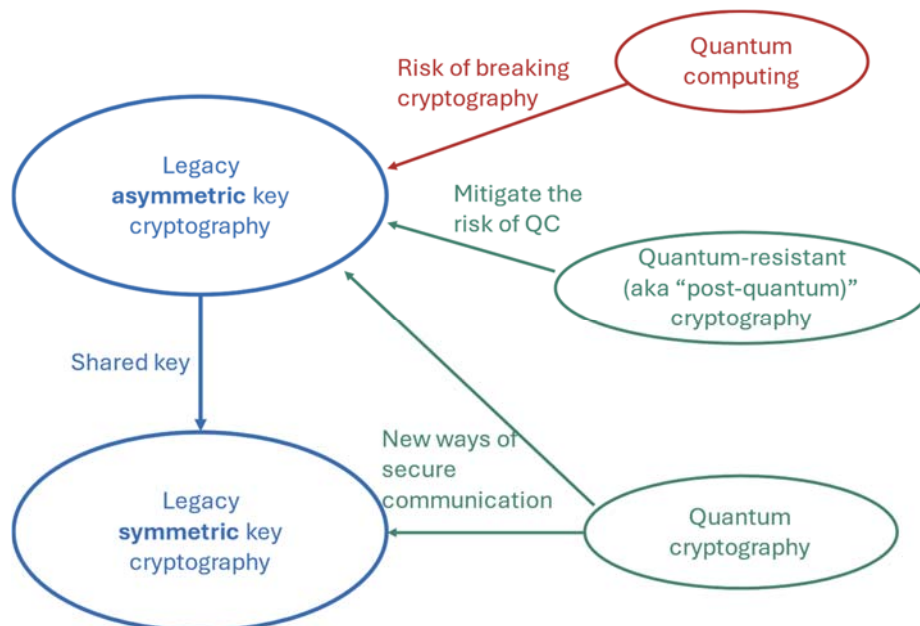 Quantum
computing
Risk of breaking
cryptography
Legacy
asymmetric key
cryptography
Mitigate the
risk of QC
Quantum-resistant
(aka “post-quantum)”
cryptography
Shared key
New ways of
secure
communication
Legacy
symmetric key
cryptography
Quantum
cryptography